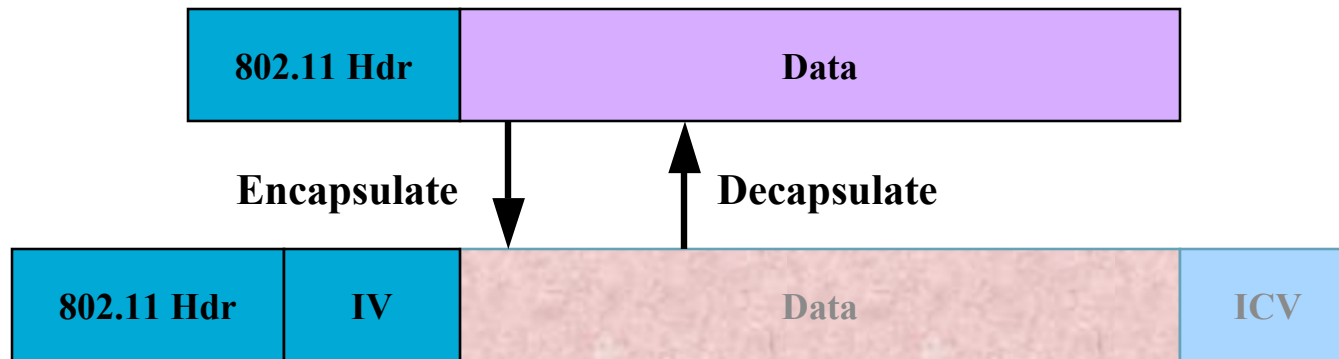 802.11 Hdr Data
Encapsulate Decapsulate
802.11 Hdr IV Data ICV